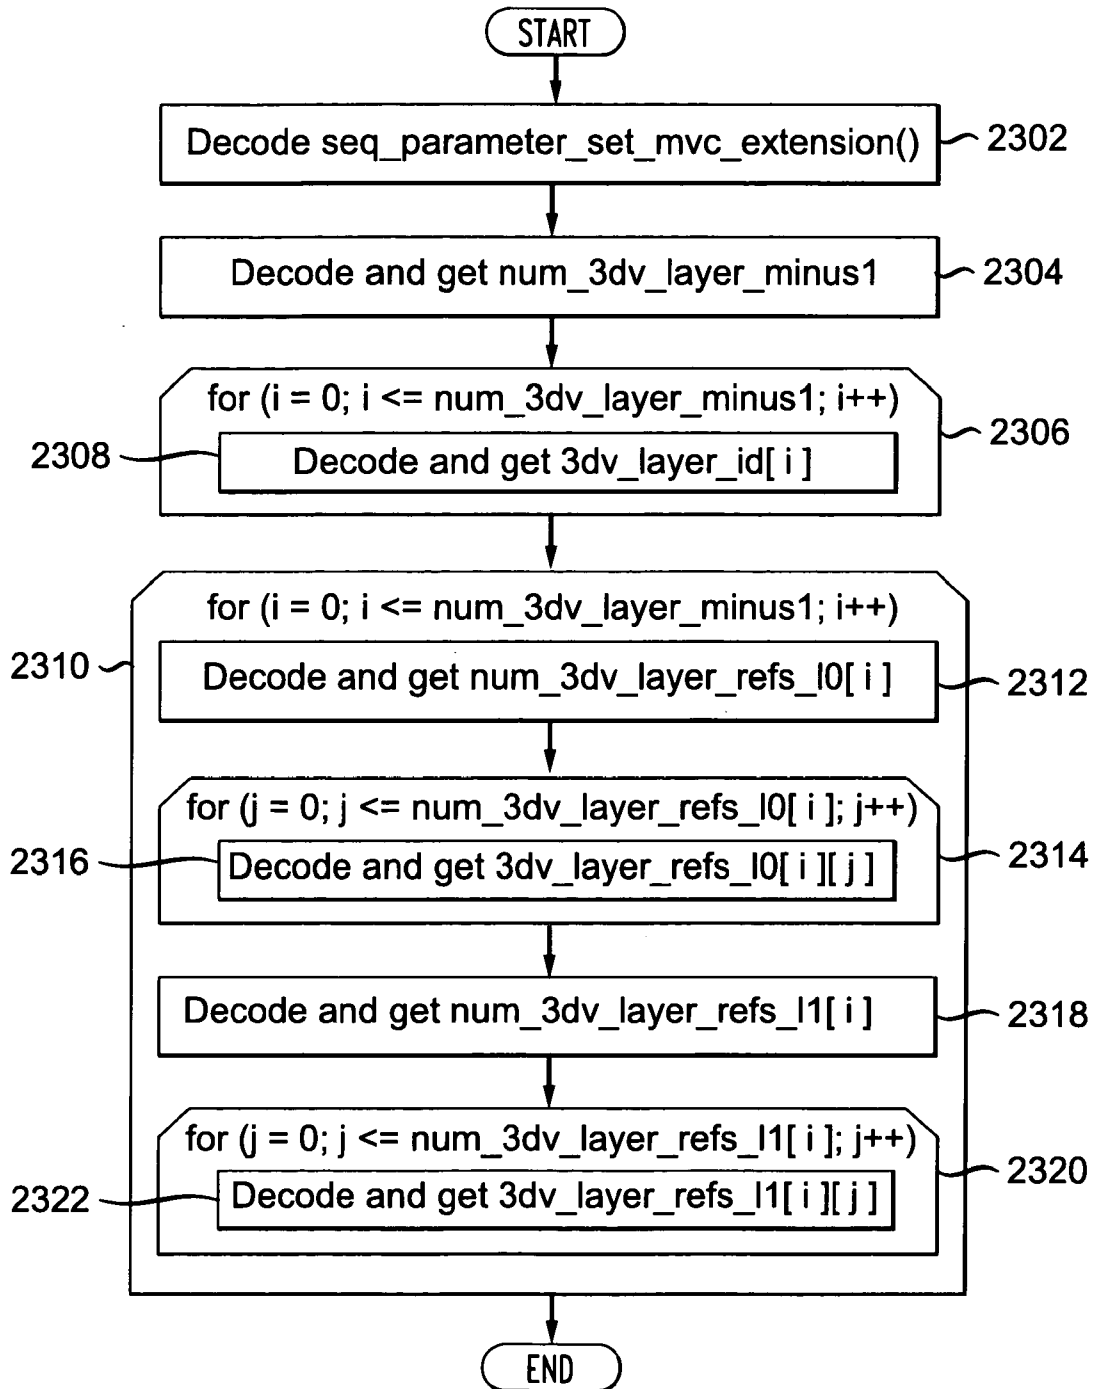 START
Decode seq_parameter_set_mvc_extension()
2302
Decode and get num_3dv_layer_minus1
2304
for (i = 0; i <= num_3dv_layer_minus1; i++)
2306
2308
Decode and get 3dv_layer_id[ i ]
for (i = 0; i <= num_3dv_layer_minus1; i++)
2310
Decode and get num_3dv_layer_refs_l0[ i ]
2312
for (j = 0; j <= num_3dv_layer_refs_l0[ i ]; j++)
2314
2316
Decode and get 3dv_layer_refs_l0[ i ][ j ]
Decode and get num_3dv_layer_refs_l1[ i ]
2318
for (j = 0; j <= num_3dv_layer_refs_l1[ i ]; j++)
2320
2322
Decode and get 3dv_layer_refs_l1[ i ][ j ]
END